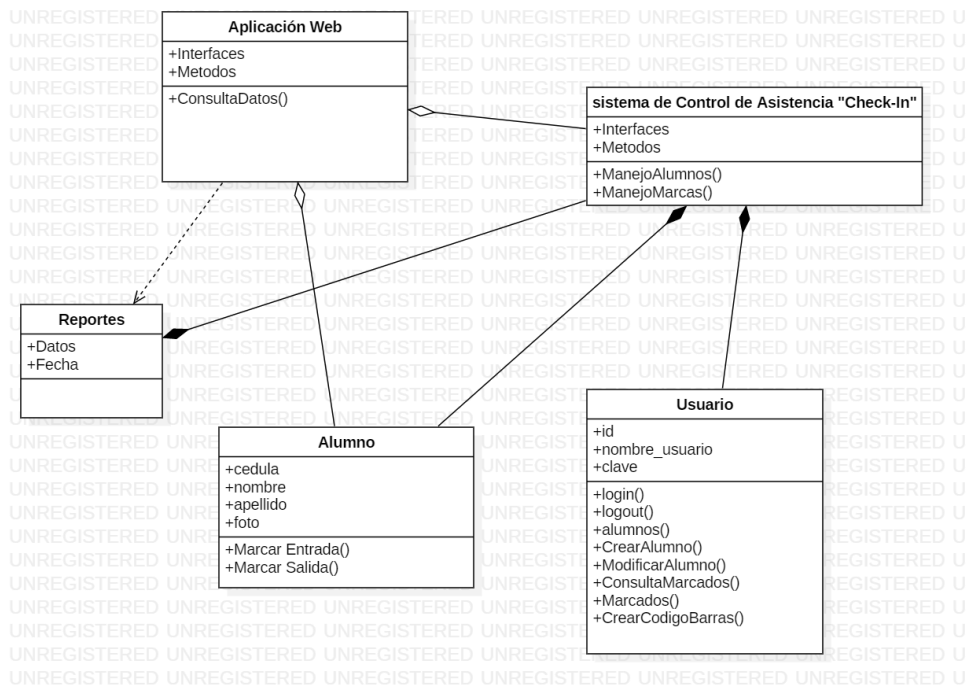 Aplicación Web
+Interfaces
+Metodos
+ConsultaDatos()
sistema de Control de Asistencia "Check-In"
+Interfaces
+Metodos
+ManejoAlumnos()
+ManejoMarcas()
Reportes
+Datos
+Fecha
Alumno
+cedula
+nombre
+apellido
+foto
+Marcar Entrada()
+Marcar Salida()
Usuario
+id
+nombre_usuario
+clave
+login()
+logout()
+alumnos()
+CrearAlumno()
+ModificarAlumno()
+ConsultaMarcados()
+Marcados()
+CrearCodigoBarras()
UNREGISTERED